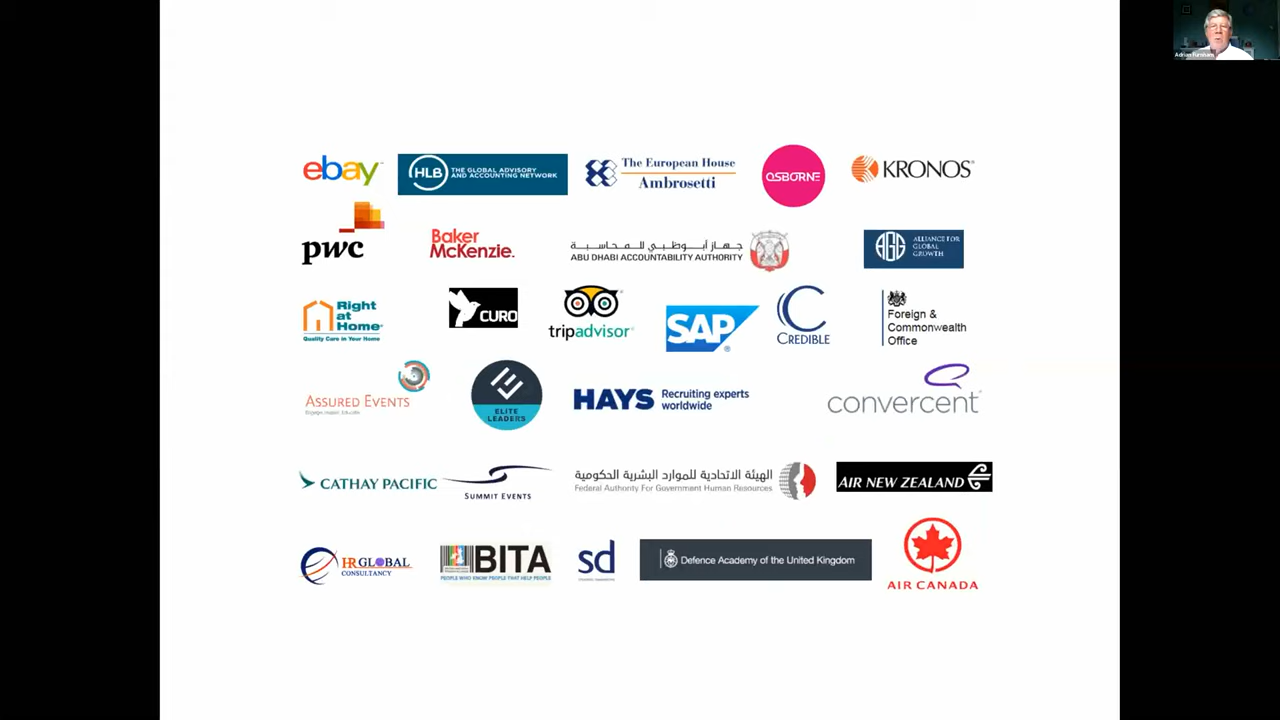 ebay
HLB
THE GLOBAL ADVISORY
AND ACCOUNTING NETWORK
The European House
Ambrosetti
OSBORNE
KRONOS
pwc
Baker
McKenzie.
جهاز أبوظبي للمحاسبة
ABU DHABI ACCOUNTABILITY AUTHORITY
AGG
ALLIANCE FOR
GLOBAL
GROWTH
Right
at
Home
Quality Care in Your Home
CURO
tripadvisor
SAP
CREDIBLE
Foreign &
Commonwealth
Office
ASSURED EVENTS
ELITE
LEADERS
HAYS
Recruiting experts
worldwide
convercent
CATHAY PACIFIC
SUMMIT EVENTS
الهيئة الاتحادية للموارد البشرية الحكومية
Federal Authority For Government Human Resources
AIR NEW ZEALAND
HR GLOBAL
CONSULTANCY
BITA
PEOPLE WHO KNOW PEOPLE THAT HELP PEOPLE
sd
Defence Academy of the United Kingdom
AIR CANADA